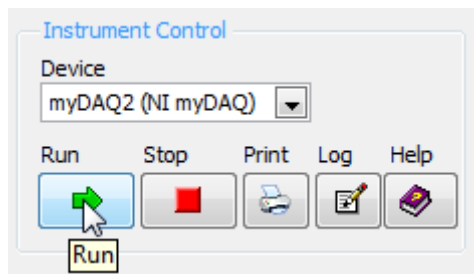 Instrument Control
Device
myDAQ2 (NI myDAQ)
Run Stop Print Log Help
Run